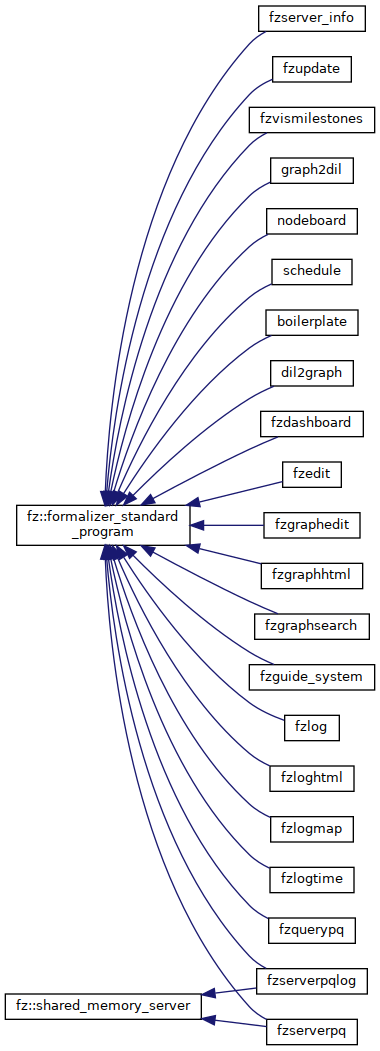 fzserver_info
fzupdate
fzvismilestones
graph2dil
nodeboard
schedule
boilerplate
dil2graph
fzdashboard
fzedit
fz::formalizer_standard
_program
fzgraphedit
fzgraphhtml
fzgraphsearch
fzguide_system
fzlog
fzloghtml
fzlogmap
fzlogtime
fzquerypq
fzserverpqlog
fz::shared_memory_server
fzserverpq